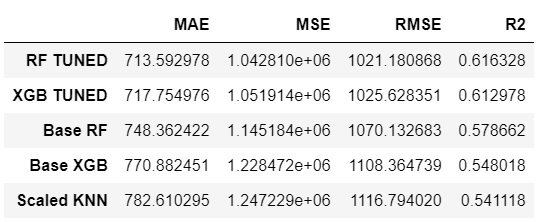 MAE MSE RMSE R2
RF TUNED 713.592978 1.042810e+06 1021.180868 0.616328
XGB TUNED 717.754976 1.051914e+06 1025.628351 0.612978
Base RF 748.362422 1.145184e+06 1070.132683 0.578662
Base XGB 770.882451 1.228472e+06 1108.364739 0.548018
Scaled KNN 782.610295 1.247229e+06 1116.794020 0.541118